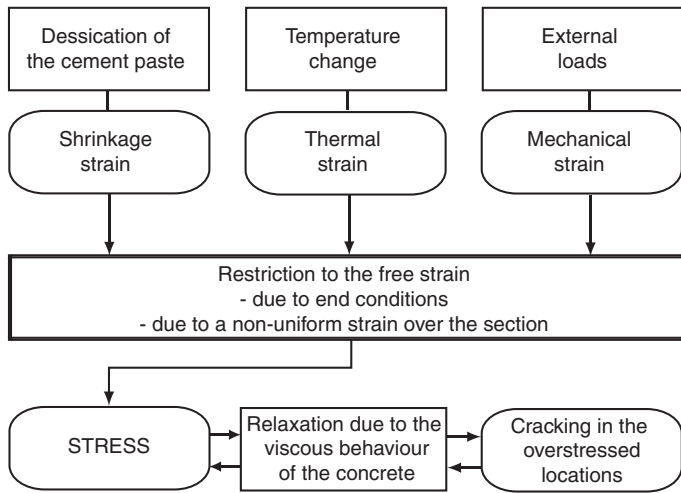 Dessication of
the cement paste
Temperature
change
External
loads
Shrinkage
strain
Thermal
strain
Mechanical
strain
Restriction to the free strain
- due to end conditions
- due to a non-uniform strain over the section
STRESS
Relaxation due to the
viscous behaviour
of the concrete
Cracking in the
overstressed
locations